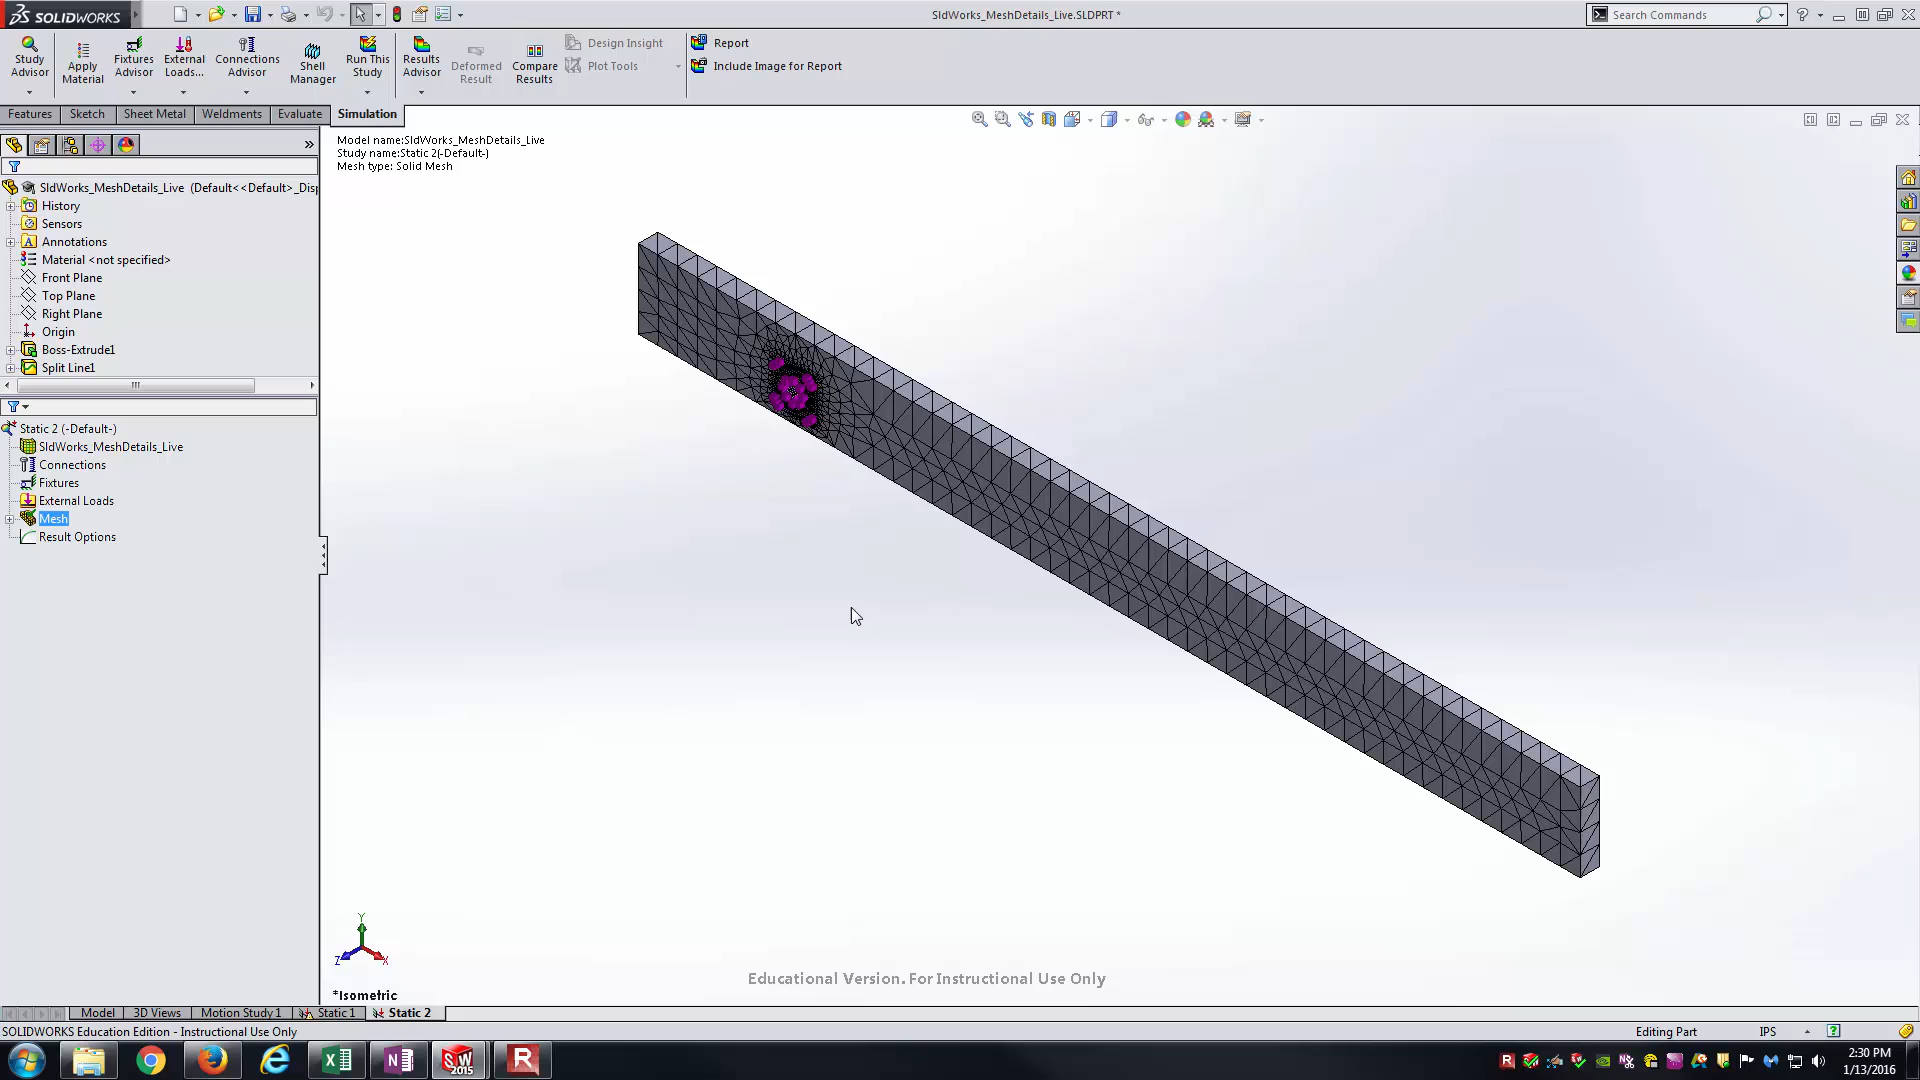 SOLIDWORKS
SldWorks_MeshDetails_Live.SLDPRT *
Search Commands
Study Advisor
Apply Material
Fixtures Advisor
External Loads...
Connections Advisor
Shell Manager
Run This Study
Results Advisor
Deformed Result
Compare Results
Design Insight
Plot Tools
Report
Include Image for Report
Features
Sketch
Sheet Metal
Weldments
Evaluate
Simulation
Model name:SldWorks_MeshDetails_Live
Study name:Static 2(-Default-)
Mesh type: Solid Mesh
SldWorks_MeshDetails_Live (Default<<Default>_Disp
History
Sensors
Annotations
Material <not specified>
Front Plane
Top Plane
Right Plane
Origin
Boss-Extrude1
Split Line1
Static 2 (-Default-)
SldWorks_MeshDetails_Live
Connections
Fixtures
External Loads
Mesh
Result Options
Y
Z
X
*Isometric
Educational Version. For Instructional Use Only
Model
3D Views
Motion Study 1
Static 1
Static 2
SOLIDWORKS Education Edition - Instructional Use Only
Editing Part
IPS
2:30 PM
1/13/2016